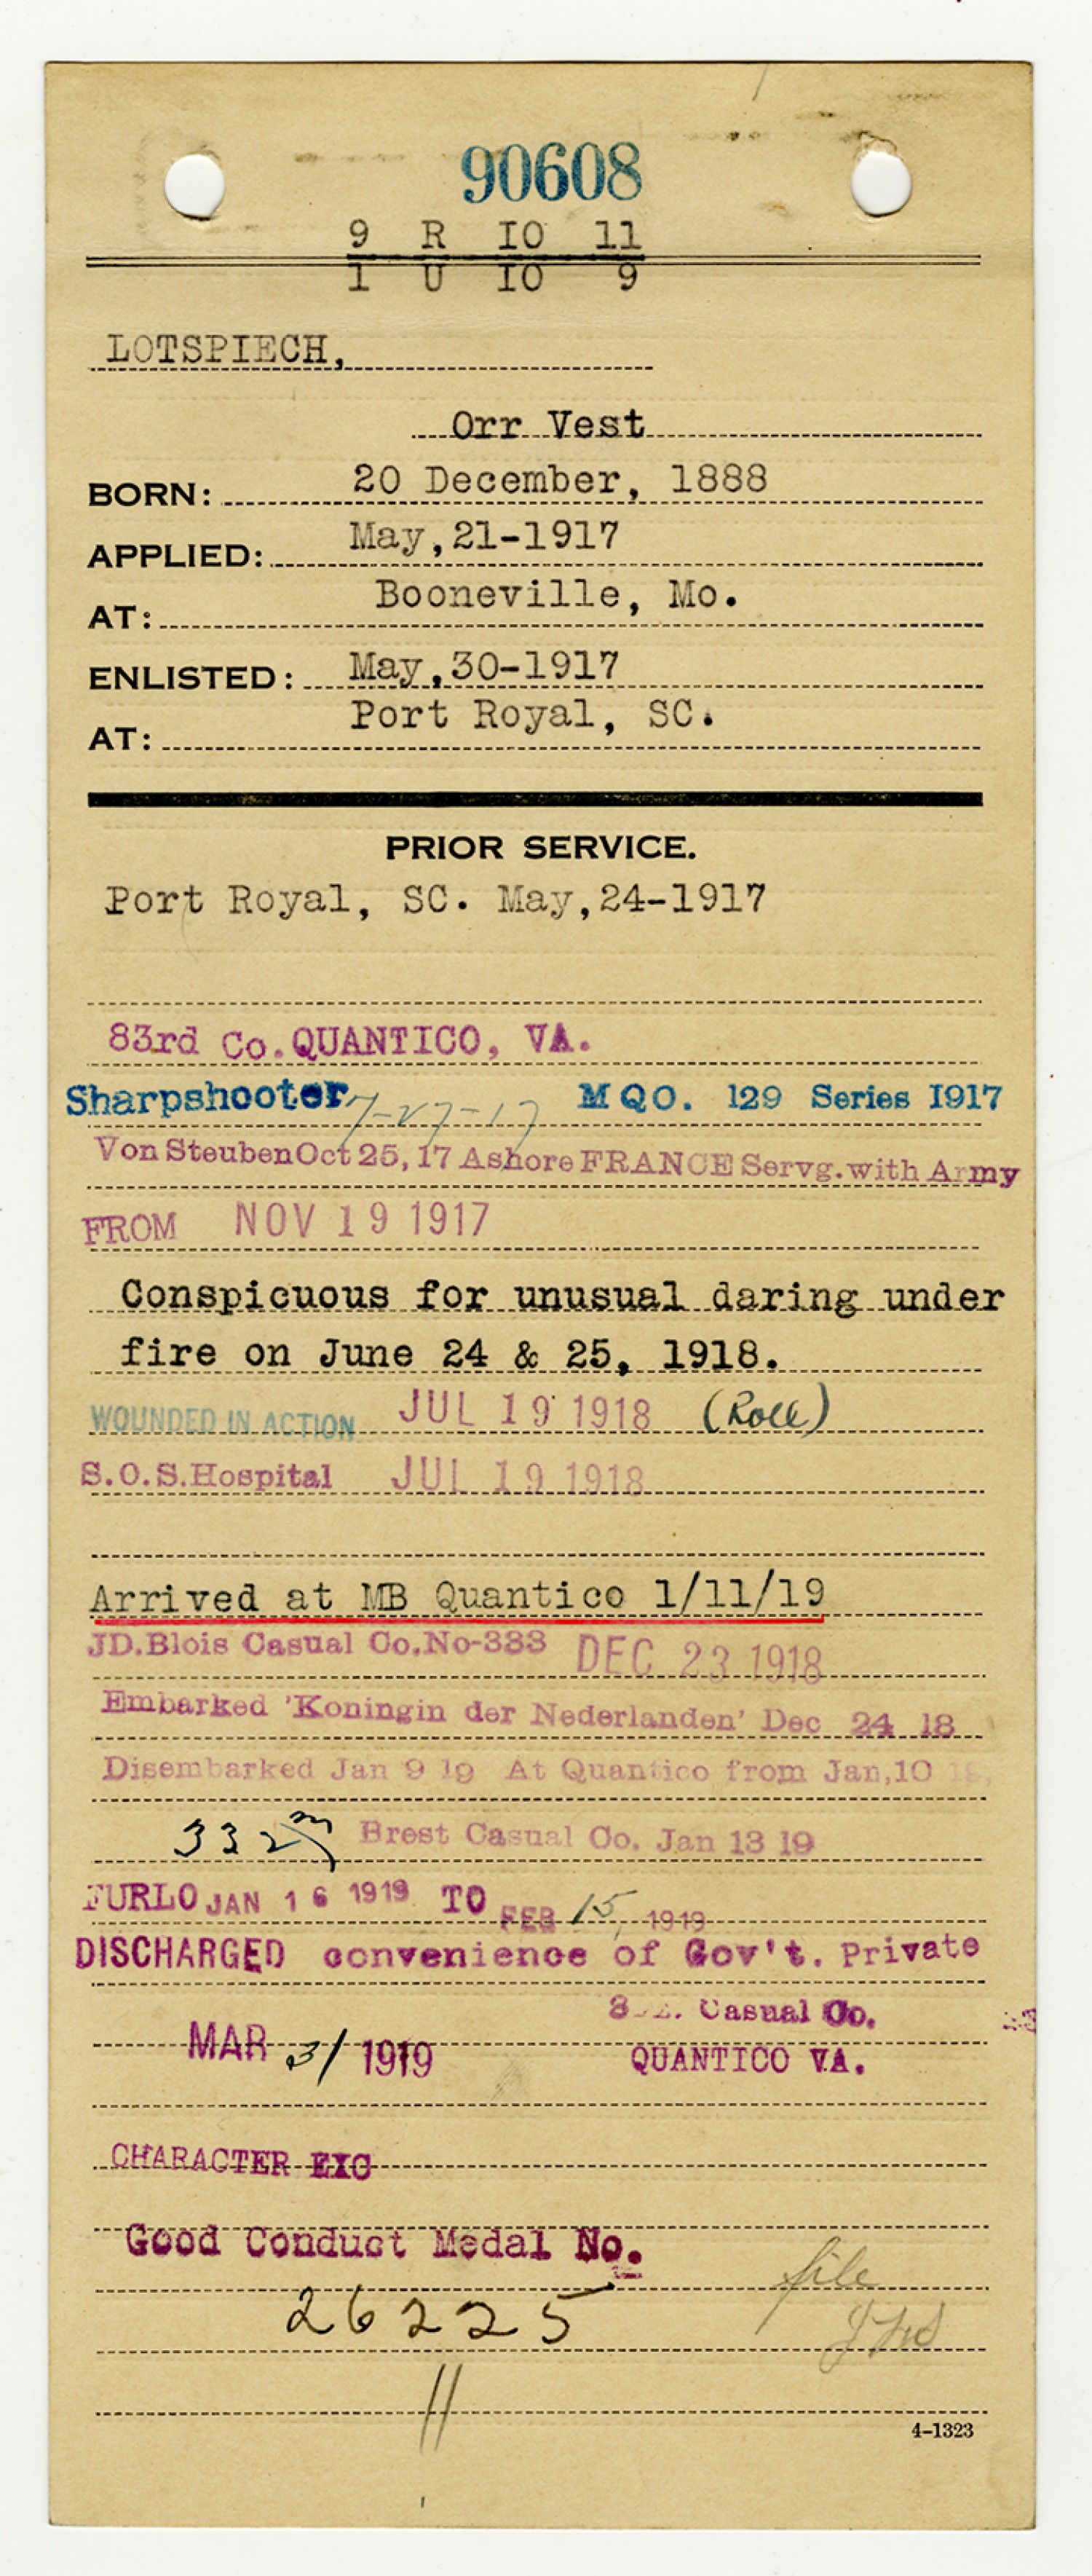 90608
9 R IO 11
1 U IO 9
LOTSPIECH,
Orr Vest
BORN: 20 December, 1888
APPLIED: May,21-1917
AT: Booneville, Mo.
ENLISTED: May,30-1917
AT: Port Royal, SC.
PRIOR SERVICE.
Port Royal, SC. May,24-1917
83rd Co. QUANTICO, VA.
Sharpshooter 7-27-17 MQO. 129 Series 1917
Von Steuben Oct 25, 17 Ashore FRANCE Servg. with Army
FROM NOV 19 1917
Conspicuous for unusual daring under
fire on June 24 & 25, 1918.
WOUNDED IN ACTION JUL 19 1918 (Roll)
S.O.S. Hospital JUL 19 1918
Arrived at MB Quantico 1/11/19
JD.Blois Casual Co.No-333 DEC 23 1918
Embarked 'Koningin der Nederlanden' Dec 24 18
Disembarked Jan 9 19 At Quantico from Jan,10 19,
332 Brest Casual Co. Jan 13 19
FURLO JAN 16 1919 TO FEB 15, 1919
DISCHARGED convenience of Gov't. Private
Casual Co.
MAR 31 1919 QUANTICO VA.
CHARACTER EXC
Good Conduct Medal No.
26225
file
4-1323